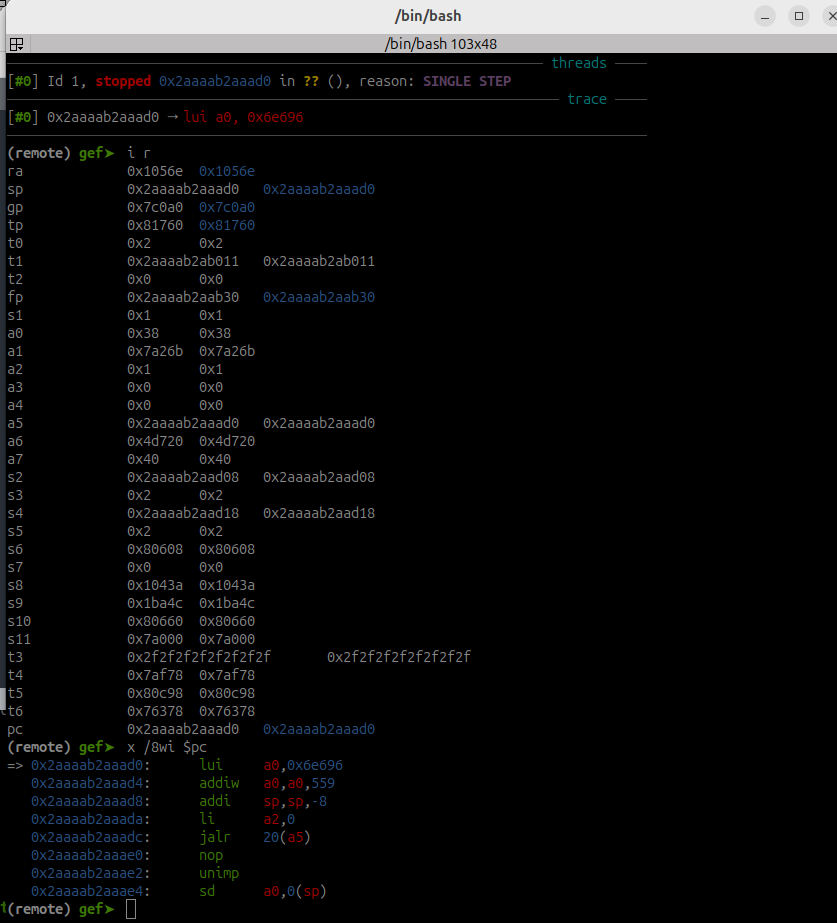 /bin/bash
/bin/bash 103x48
threads
[#0] Id 1, stopped 0x2aaaab2aaad0 in ?? (), reason: SINGLE STEP
trace
[#0] 0x2aaaab2aaad0 → lui a0, 0x6e696
(remote) gef➤ i r
ra 0x1056e 0x1056e
sp 0x2aaaab2aaad0 0x2aaaab2aaad0
gp 0x7c0a0 0x7c0a0
tp 0x81760 0x81760
t0 0x2 0x2
t1 0x2aaaab2ab011 0x2aaaab2ab011
t2 0x0 0x0
fp 0x2aaaab2aab30 0x2aaaab2aab30
s1 0x1 0x1
a0 0x38 0x38
a1 0x7a26b 0x7a26b
a2 0x1 0x1
a3 0x0 0x0
a4 0x0 0x0
a5 0x2aaaab2aaad0 0x2aaaab2aaad0
a6 0x4d720 0x4d720
a7 0x40 0x40
s2 0x2aaaab2aad08 0x2aaaab2aad08
s3 0x2 0x2
s4 0x2aaaab2aad18 0x2aaaab2aad18
s5 0x2 0x2
s6 0x80608 0x80608
s7 0x0 0x0
s8 0x1043a 0x1043a
s9 0x1ba4c 0x1ba4c
s10 0x80660 0x80660
s11 0x7a000 0x7a000
t3 0x2f2f2f2f2f2f2f2f 0x2f2f2f2f2f2f2f2f
t4 0x7af78 0x7af78
t5 0x80c98 0x80c98
t6 0x76378 0x76378
pc 0x2aaaab2aaad0 0x2aaaab2aaad0
(remote) gef➤ x /8wi $pc
=> 0x2aaaab2aaad0: lui a0,0x6e696
0x2aaaab2aaad4: addiw a0,a0,559
0x2aaaab2aaad8: addi sp,sp,-8
0x2aaaab2aaada: li a2,0
0x2aaaab2aaadc: jalr 20(a5)
0x2aaaab2aaae0: nop
0x2aaaab2aaae2: unimp
0x2aaaab2aaae4: sd a0,0(sp)
(remote) gef➤